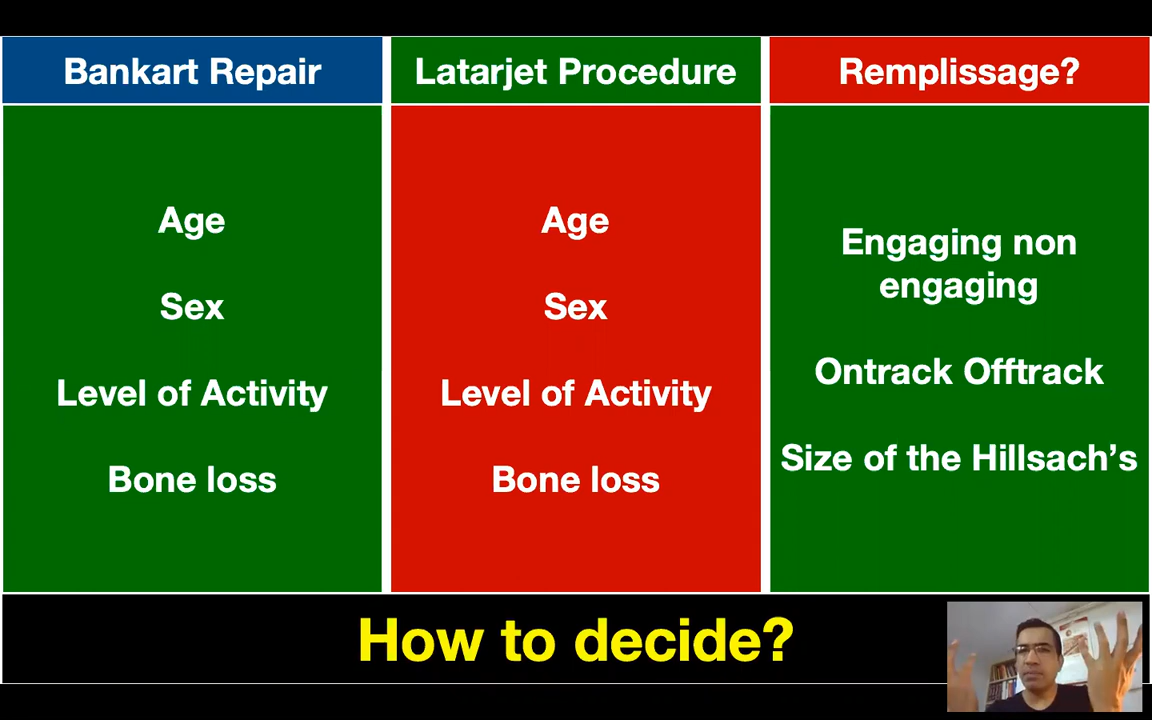 Bankart Repair
Latarjet Procedure
Remplissage?
Age
Sex
Level of Activity
Bone loss
Age
Sex
Level of Activity
Bone loss
Engaging non
engaging
Ontrack Offtrack
Size of the Hillsach’s
How to decide?